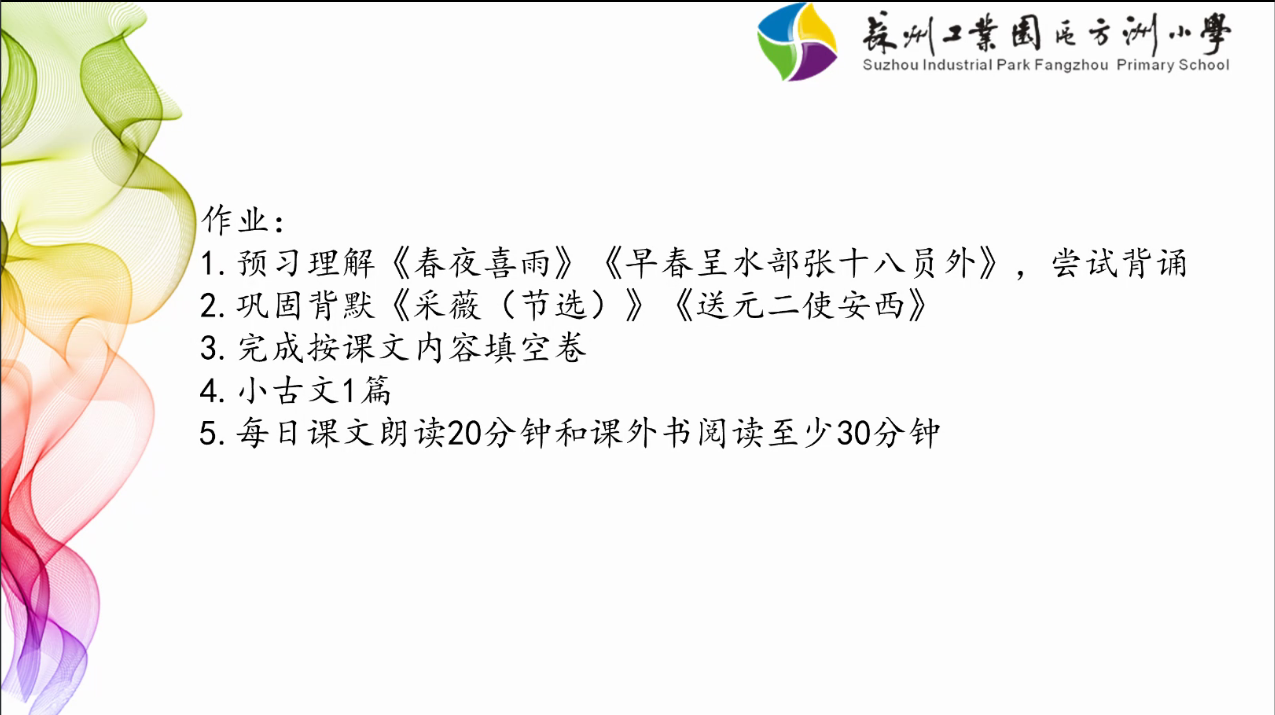 蘇州工業園區方洲小學
Suzhou Industrial Park Fangzhou Primary School
作业：
1.预习理解《春夜喜雨》《早春呈水部张十八员外》，尝试背诵
2.巩固背默《采薇（节选）》《送元二使安西》
3.完成按课文内容填空卷
4.小古文1篇
5.每日课文朗读20分钟和课外书阅读至少30分钟